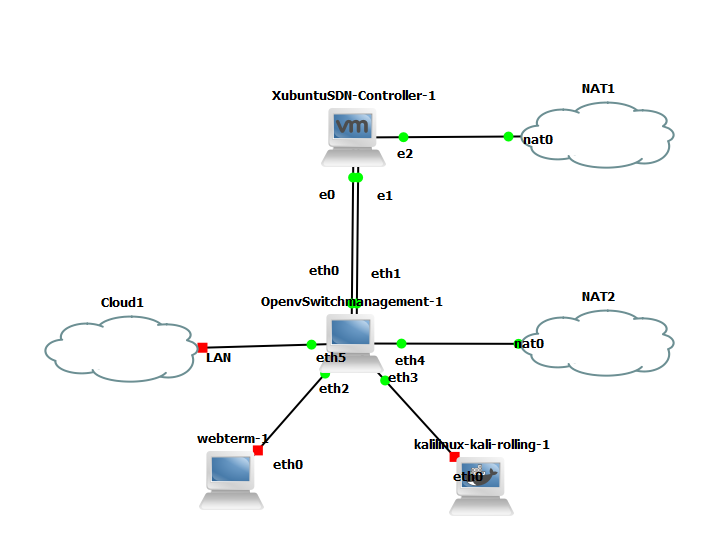 NAT1
XubuntuSDN-Controller-1
vm
nat0
e2
e0
e1
eth0
eth1
Cloud1
OpenvSwitchmanagement-1
NAT2
LAN
eth5
eth4
nat0
eth3
eth2
webterm-1
kalilinux-kali-rolling-1
eth0
eth0